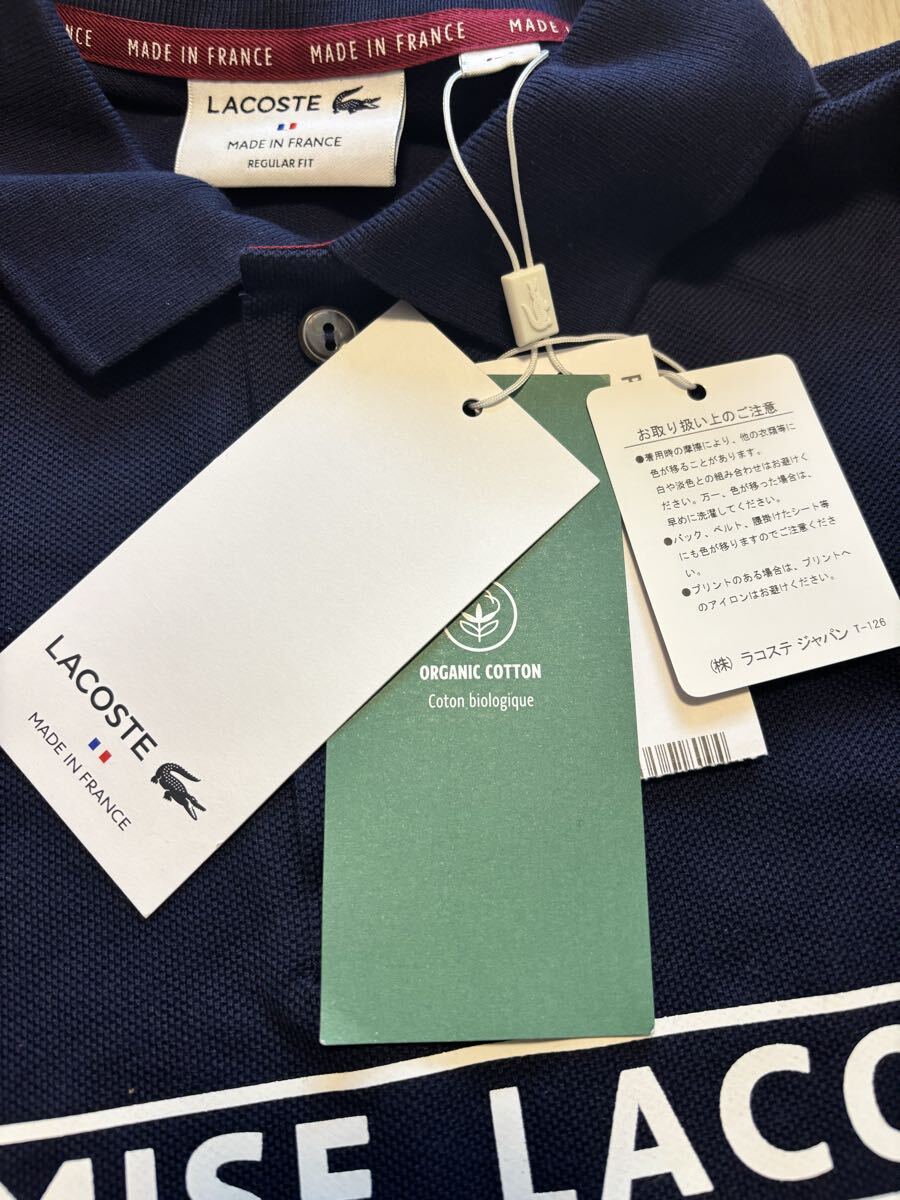 MADE IN FRANCE MADE IN FRANCE MADE
LACOSTE
MADE IN FRANCE
REGULAR FIT
お取り扱い上のご注意
●着用時の摩擦により、他の衣類等に
色が移ることがあります。
白や淡色との組み合わせはお避けく
ださい。万一、色が移った場合は、
早めに洗濯してください。
●バック、ベルト、腰掛けたシート等
にも色が移りますのでご注意くださ
い。
●プリントのある場合は、プリントへ
のアイロンはお避けください。
(株) ラコステ ジャパン T-126
LACOSTE
MADE IN FRANCE
ORGANIC COTTON
Coton biologique
MISE LACO